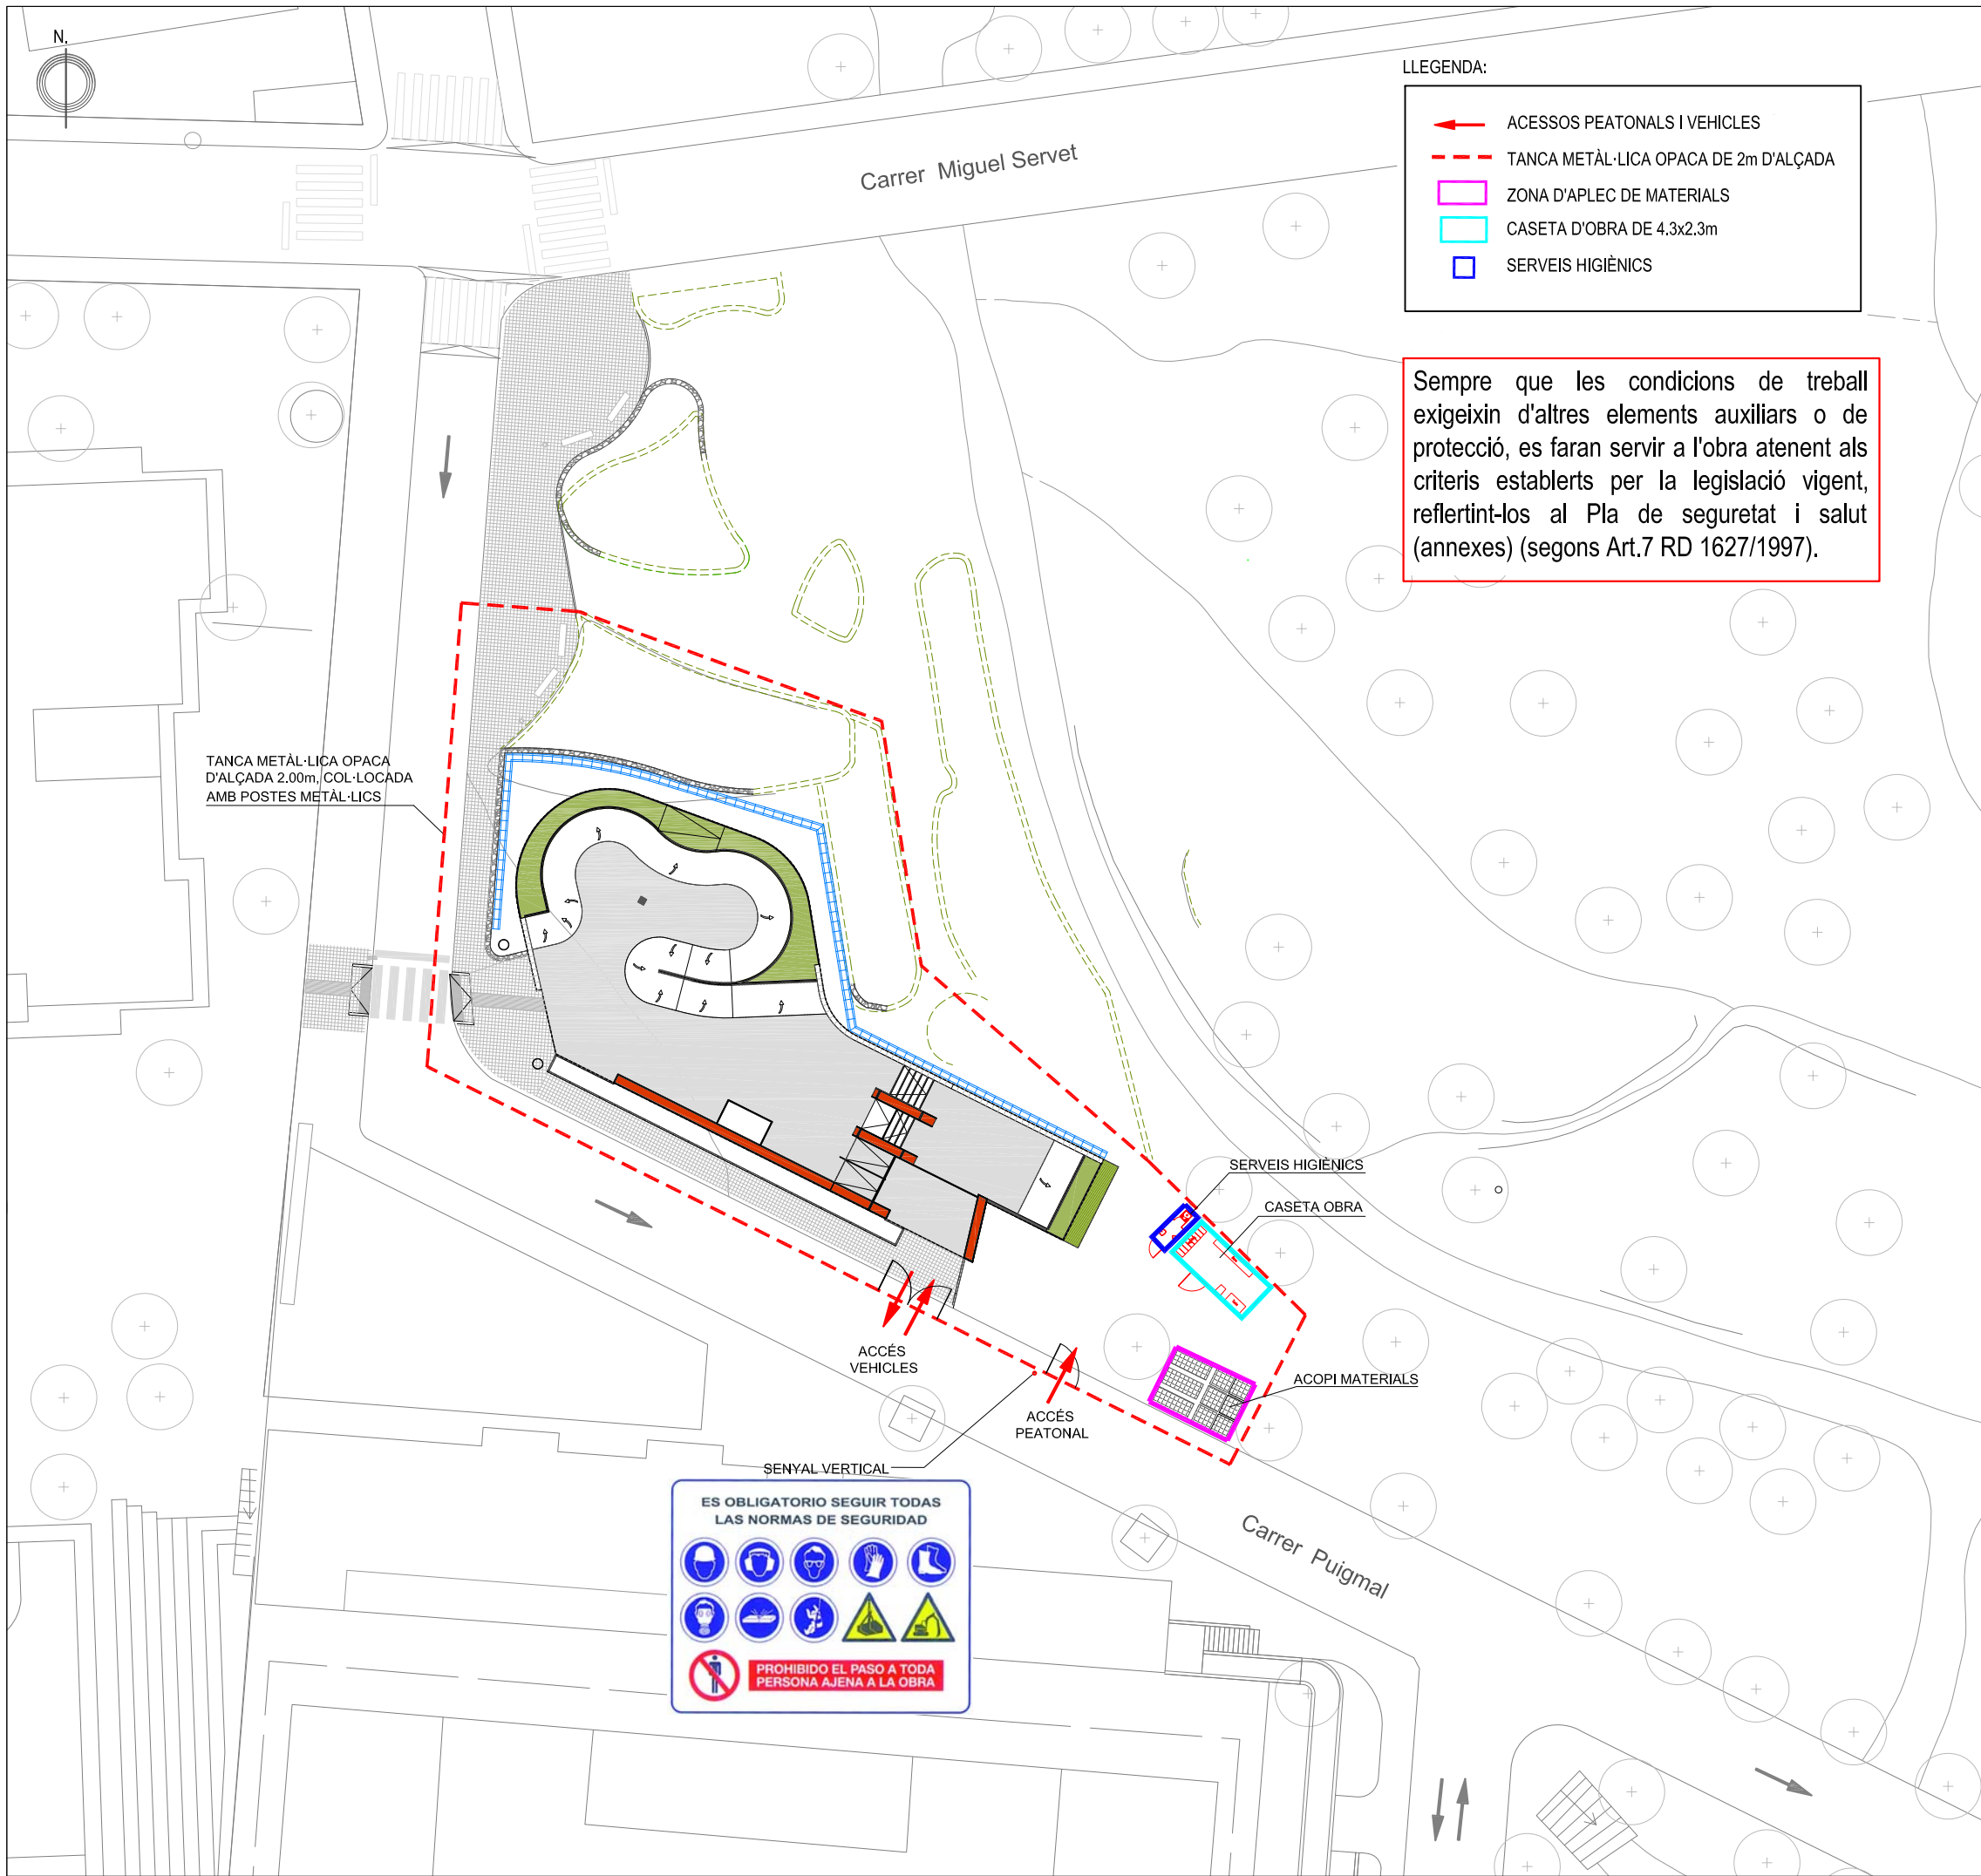 N.
LLEGENDA:
ACESSOS PEATONALS I VEHICLES
TANCA METÀL·LICA OPACA DE 2m D'ALÇADA
ZONA D'APLEC DE MATERIALS
CASETA D'OBRA DE 4.3x2.3m
SERVEIS HIGIÈNICS
Carrer Miguel Servet
Sempre que les condicions de treball
exigeixin d'altres elements auxiliars o de
protecció, es faran servir a l'obra atenent als
criteris establerts per la legislació vigent,
reflertint-los al Pla de seguretat i salut
(annexes) (segons Art.7 RD 1627/1997).
TANCA METÀL·LICA OPACA
D'ALÇADA 2.00m, COL·LOCADA
AMB POSTES METÀL·LICS
SERVEIS HIGIÈNICS
CASETA OBRA
ACCÉS
VEHICLES
ACOPI MATERIALS
ACCÉS
PEATONAL
SENYAL VERTICAL
ES OBLIGATORIO SEGUIR TODAS
LAS NORMAS DE SEGURIDAD
PROHIBIDO EL PASO A TODA
PERSONA AJENA A LA OBRA
Carrer Puigmal